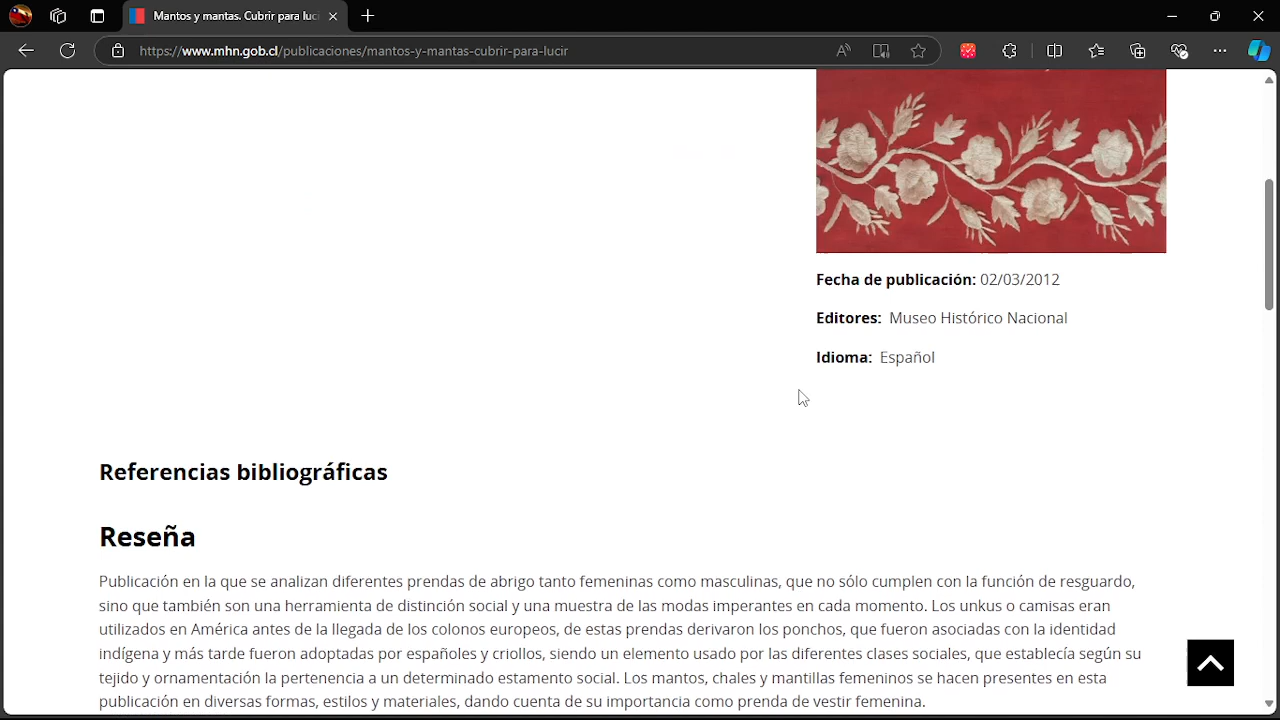 Mantos y mantas. Cubrir para luci
https://www.mhn.gob.cl/publicaciones/mantos-y-mantas-cubrir-para-lucir
Fecha de publicación: 02/03/2012
Editores: Museo Histórico Nacional
Idioma: Español
Referencias bibliográficas
Reseña
Publicación en la que se analizan diferentes prendas de abrigo tanto femeninas como masculinas, que no sólo cumplen con la función de resguardo,
sino que también son una herramienta de distinción social y una muestra de las modas imperantes en cada momento. Los unkus o camisas eran
utilizados en América antes de la llegada de los colonos europeos, de estas prendas derivaron los ponchos, que fueron asociadas con la identidad
indígena y más tarde fueron adoptadas por españoles y criollos, siendo un elemento usado por las diferentes clases sociales, que establecía según su
tejido y ornamentación la pertenencia a un determinado estamento social. Los mantos, chales y mantillas femeninos se hacen presentes en esta
publicación en diversas formas, estilos y materiales, dando cuenta de su importancia como prenda de vestir femenina.